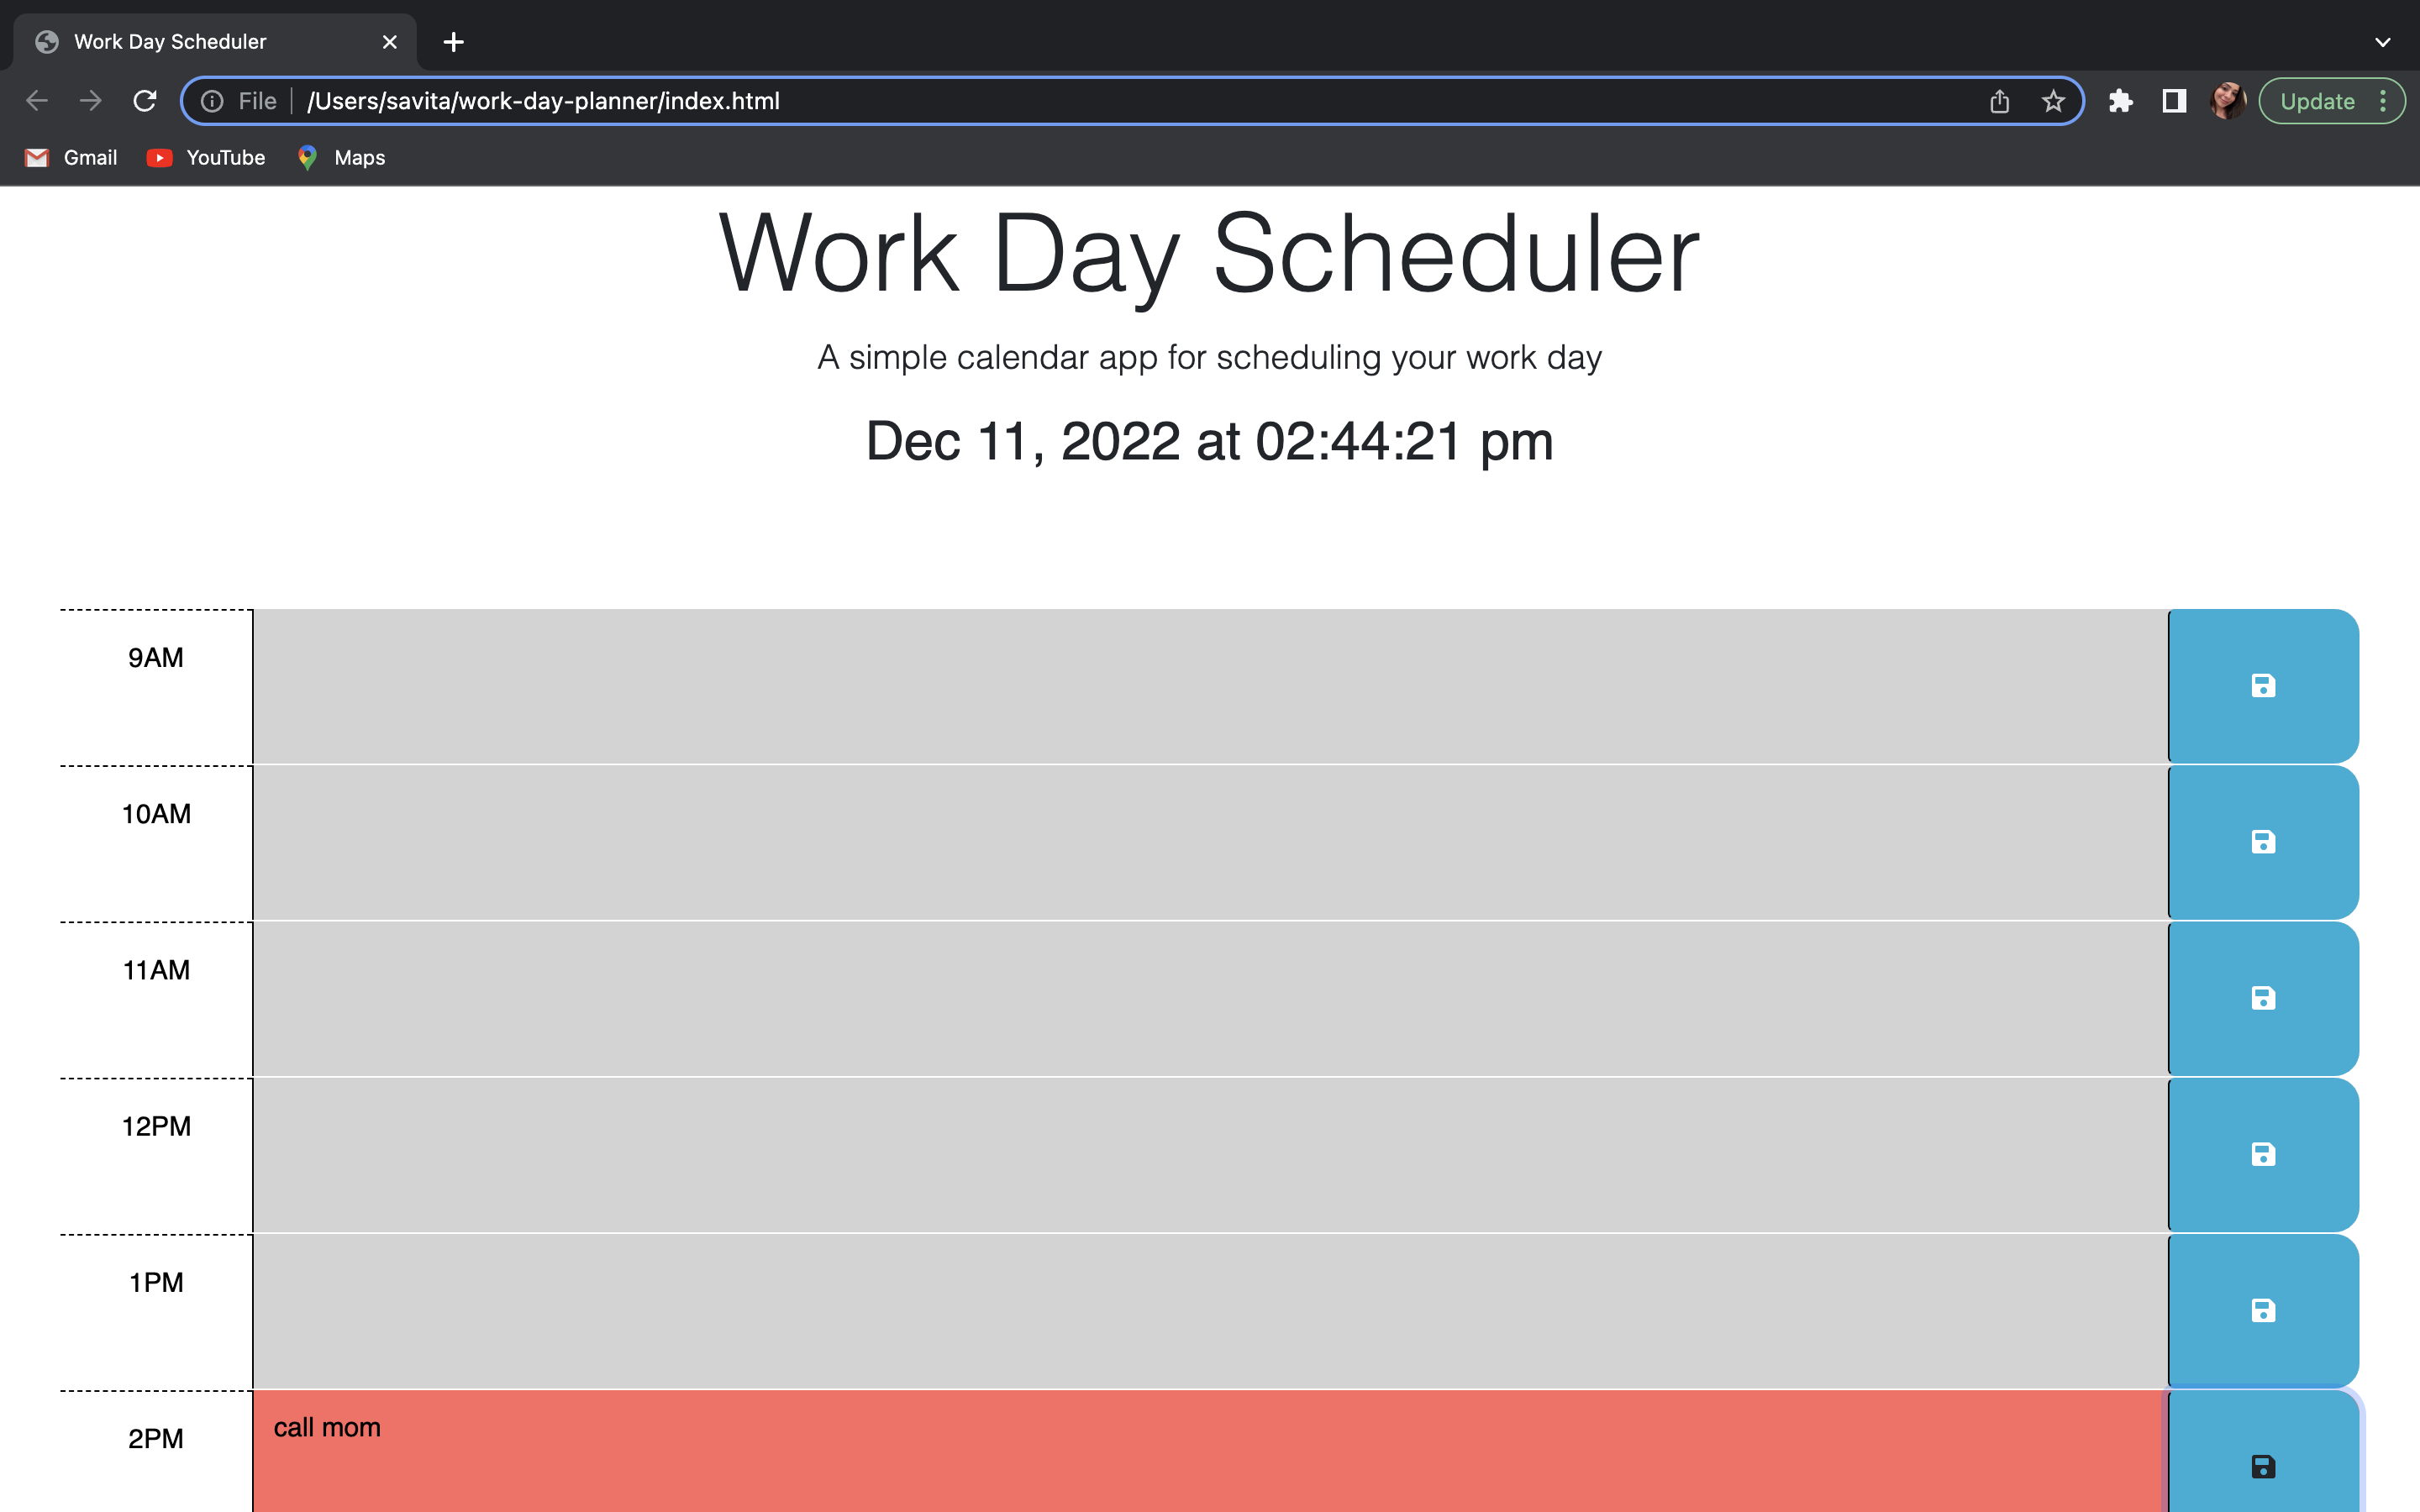 Work Day Scheduler
File /Users/savita/work-day-planner/index.html Update
Gmail YouTube Maps
Work Day Scheduler
A simple calendar app for scheduling your work day
Dec 11, 2022 at 02:44:21 pm
9AM
10AM
11AM
12PM
1PM
2PM call mom